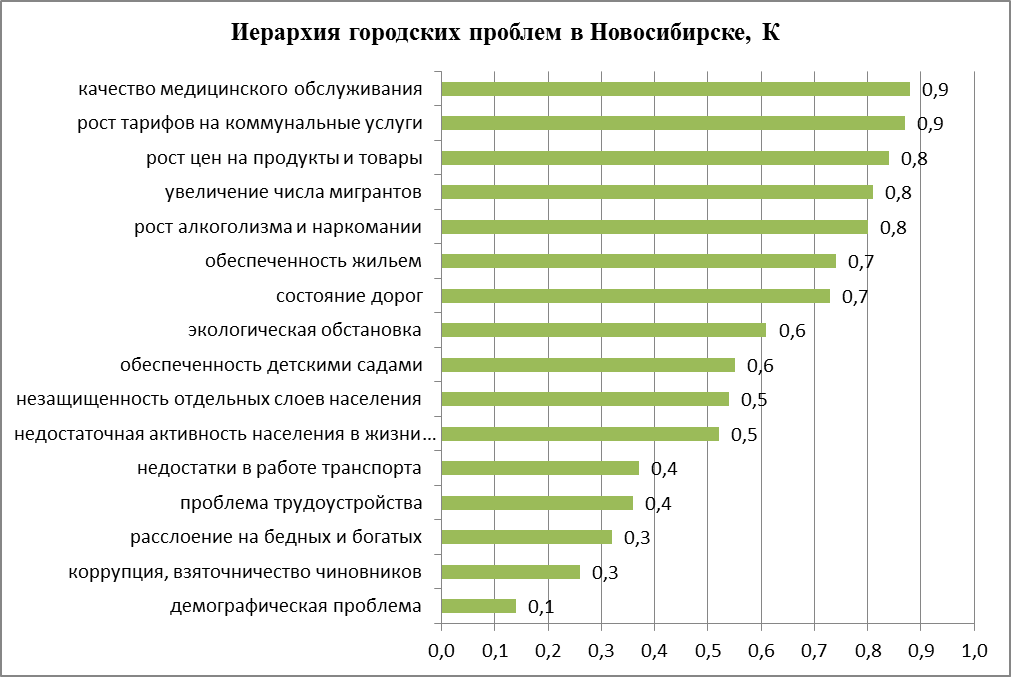 Иерархия городских проблем в Новосибирске, К
качество медицинского обслуживания 0,9
рост тарифов на коммунальные услуги 0,9
рост цен на продукты и товары 0,8
увеличение числа мигрантов 0,8
рост алкоголизма и наркомании 0,8
обеспеченность жильем 0,7
состояние дорог 0,7
экологическая обстановка 0,6
обеспеченность детскими садами 0,6
незащищенность отдельных слоев населения 0,5
недостаточная активность населения в жизни… 0,5
недостатки в работе транспорта 0,4
проблема трудоустройства 0,4
расслоение на бедных и богатых 0,3
коррупция, взяточничество чиновников 0,3
демографическая проблема 0,1
0,0 0,1 0,2 0,3 0,4 0,5 0,6 0,7 0,8 0,9 1,0